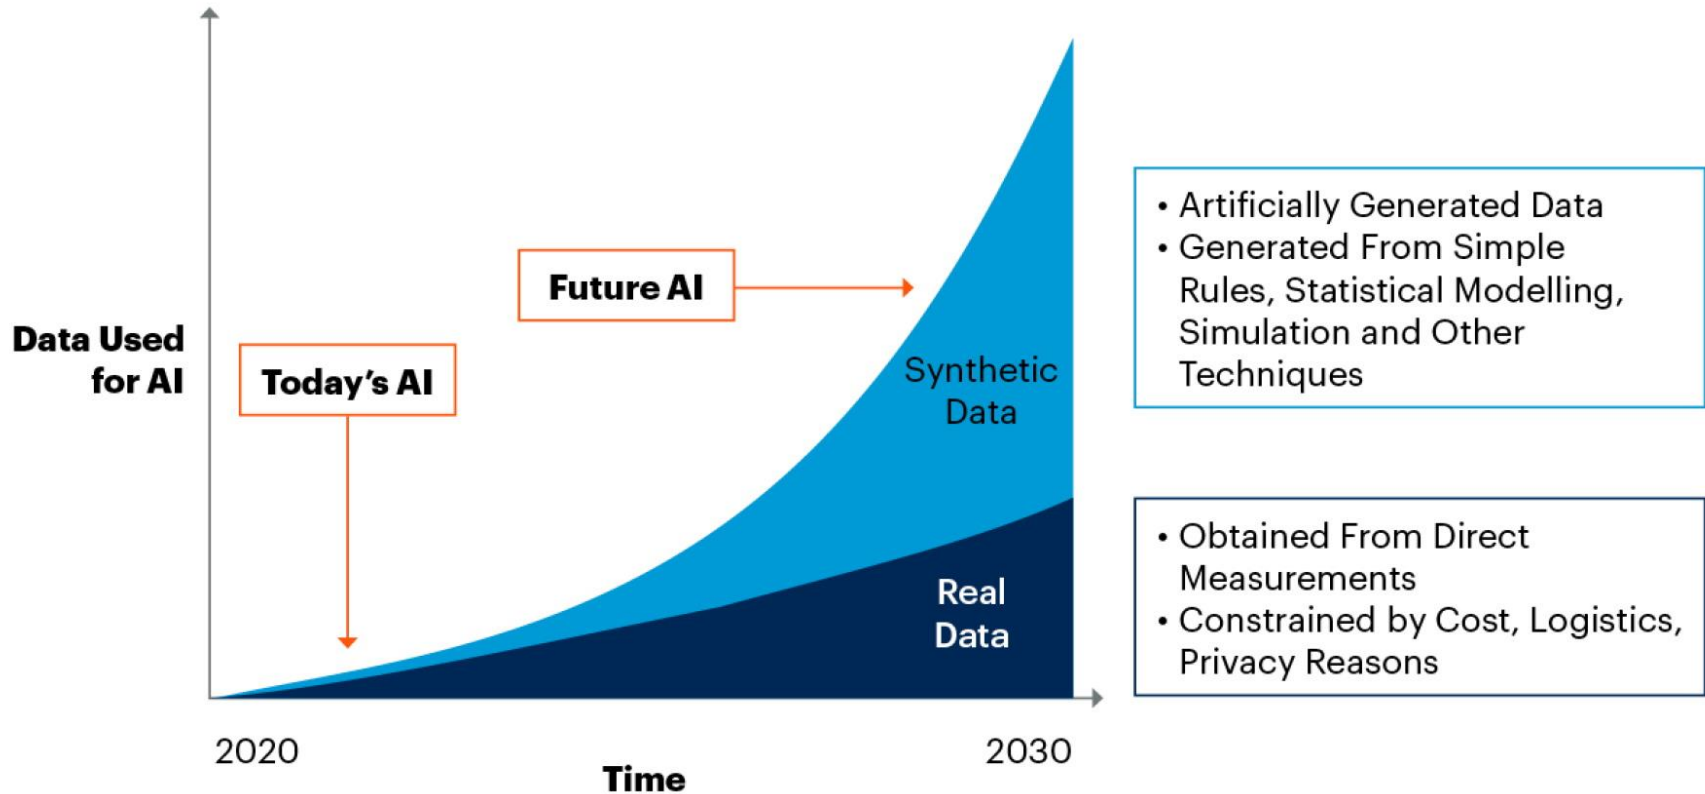 Data Used
for AI
Today’s AI
Future AI
Synthetic
Data
Real
Data
2020
2030
Time
• Artificially Generated Data
• Generated From Simple
Rules, Statistical Modelling,
Simulation and Other
Techniques
• Obtained From Direct
Measurements
• Constrained by Cost, Logistics,
Privacy Reasons